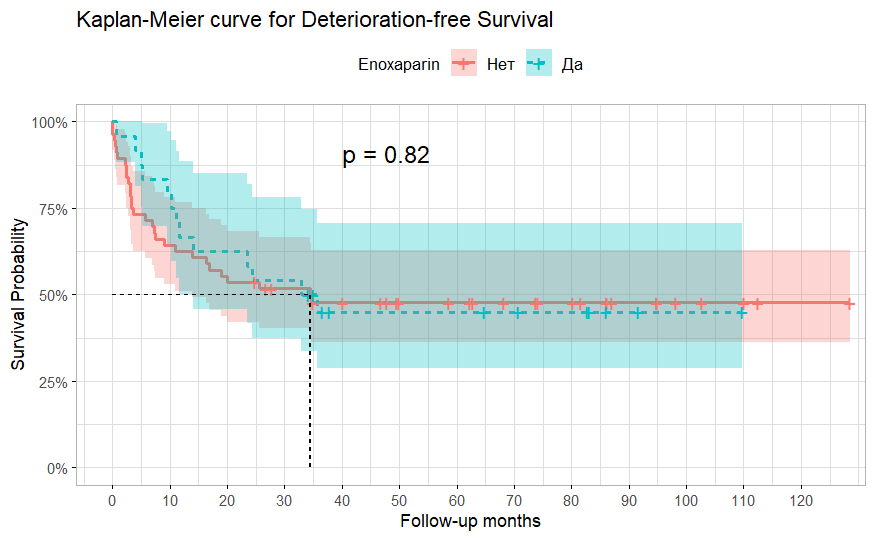 Kaplan-Meier curve for Deterioration-free Survival
Enoxaparin Нет Да
p = 0.82
Survival Probability
100%
75%
50%
25%
0%
0 10 20 30 40 50 60 70 80 90 100 110 120
Follow-up months